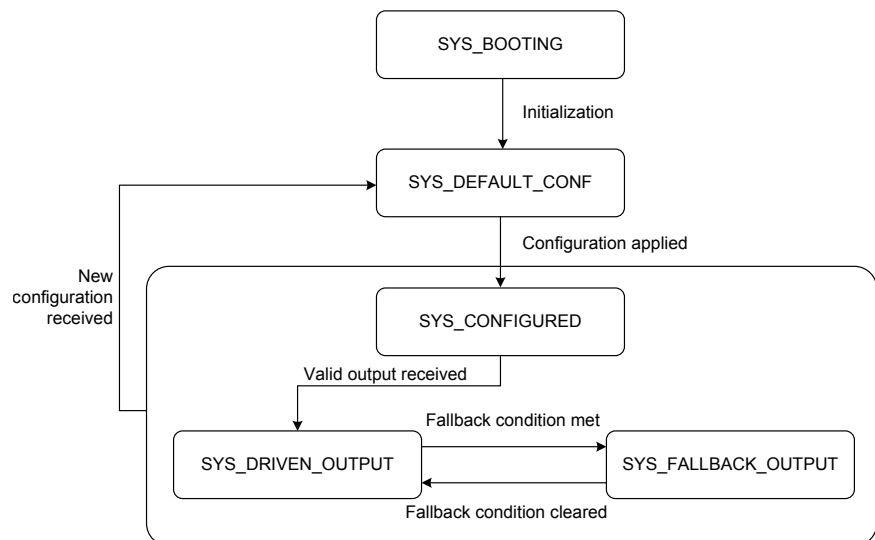 SYS_BOOTING
Initialization
SYS_DEFAULT_CONF
Configuration applied
New
configuration
received
SYS_CONFIGURED
Valid output received
Fallback condition met
SYS_DRIVEN_OUTPUT
SYS_FALLBACK_OUTPUT
Fallback condition cleared